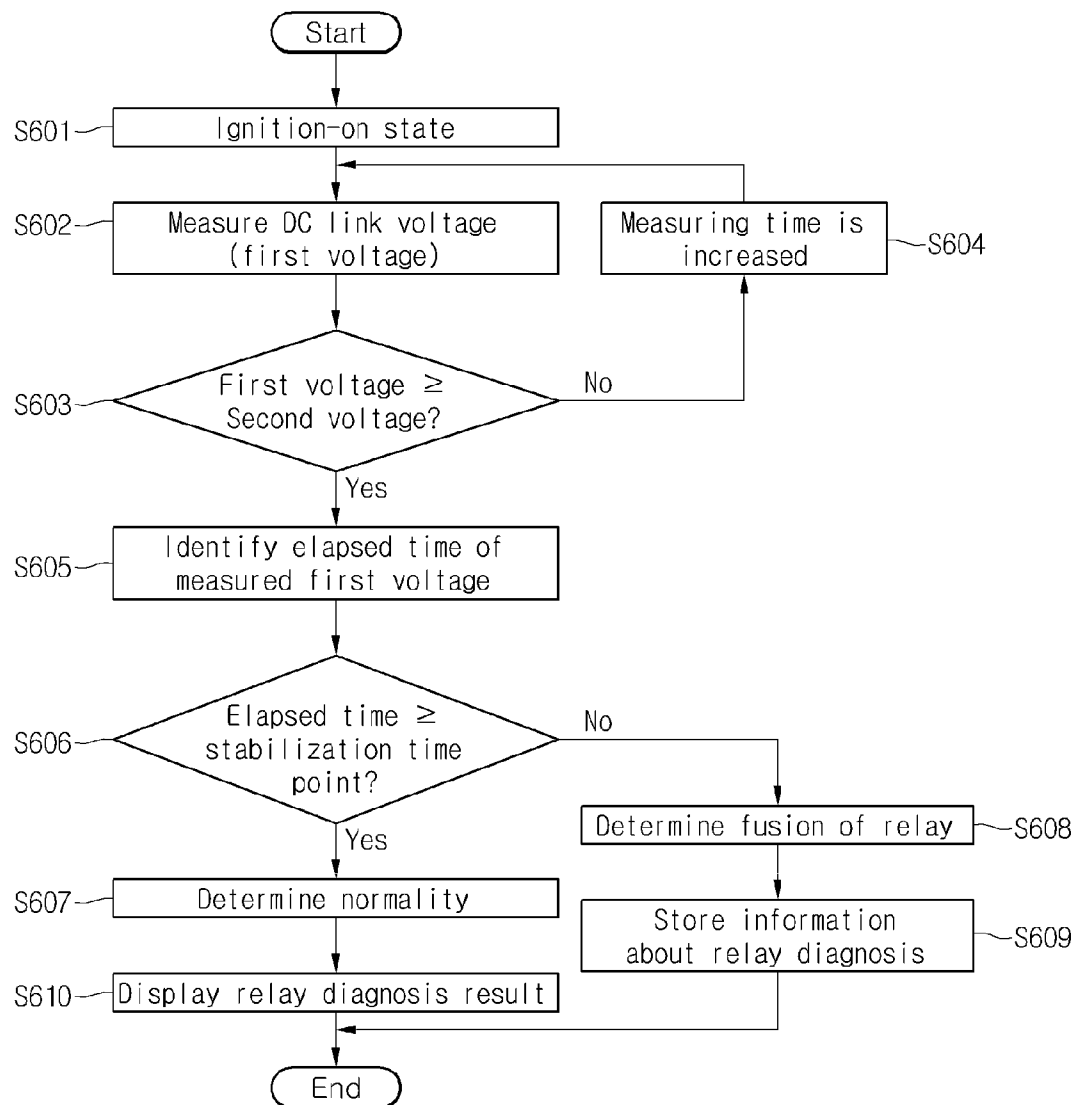 Start
S601
Ignition-on state
S602
Measure DC link voltage
(first voltage)
Measuring time is
increased
S604
S603
First voltage ≥
Second voltage?
No
Yes
S605
Identify elapsed time of
measured first voltage
S606
Elapsed time ≥
stabilization time
point?
No
Yes
Determine fusion of relay
S608
S607
Determine normality
Store information
about relay diagnosis
S609
S610
Display relay diagnosis result
End